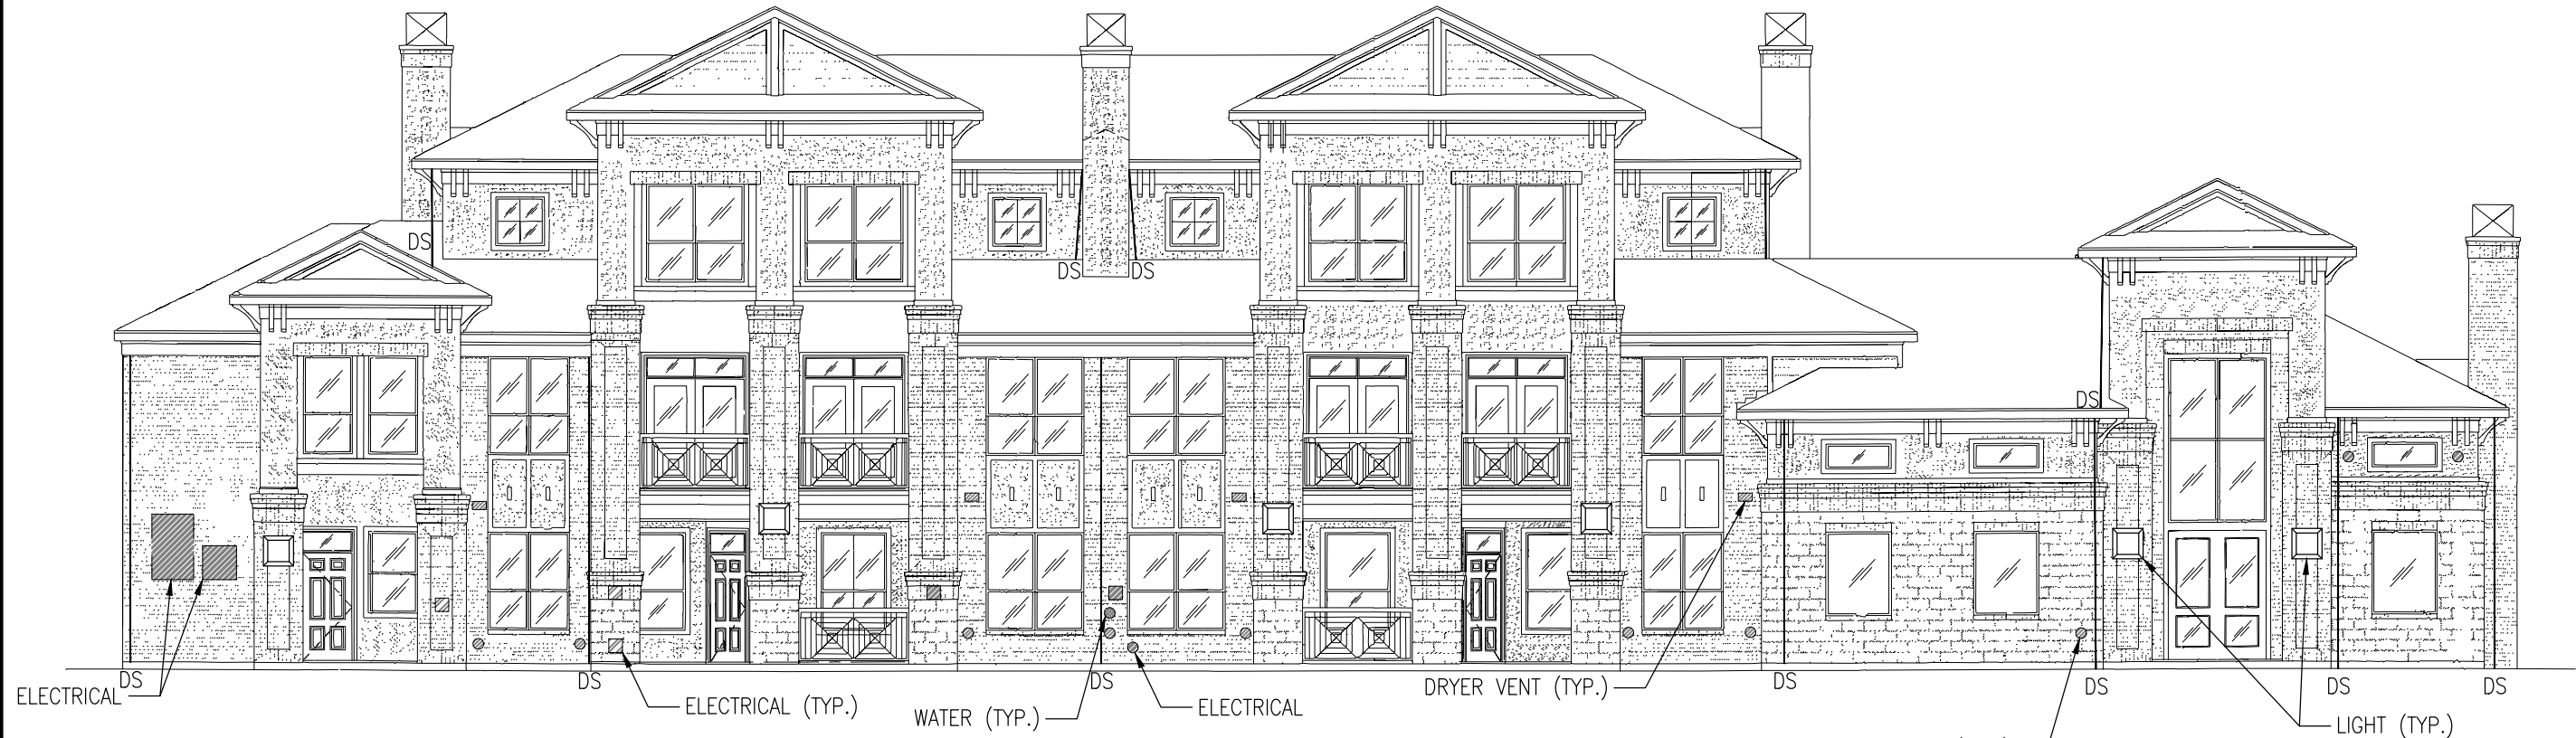 DS
DS
DS
DS
DS
DS
DS
DS
DS
DS
DS
ELECTRICAL
ELECTRICAL (TYP.)
WATER (TYP.)
ELECTRICAL
DRYER VENT (TYP.)
LIGHT (TYP.)